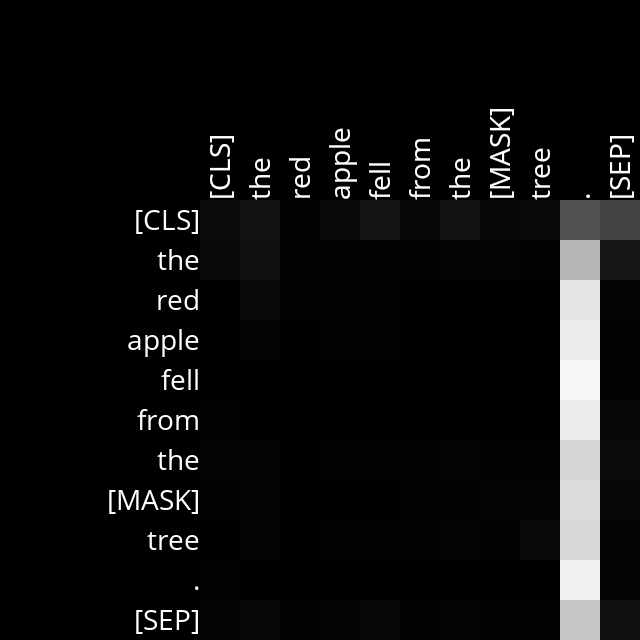 [CLS] the red apple fell from the [MASK] tree . [SEP]
[CLS]
the
red
apple
fell
from
the
[MASK]
tree
.
[SEP]